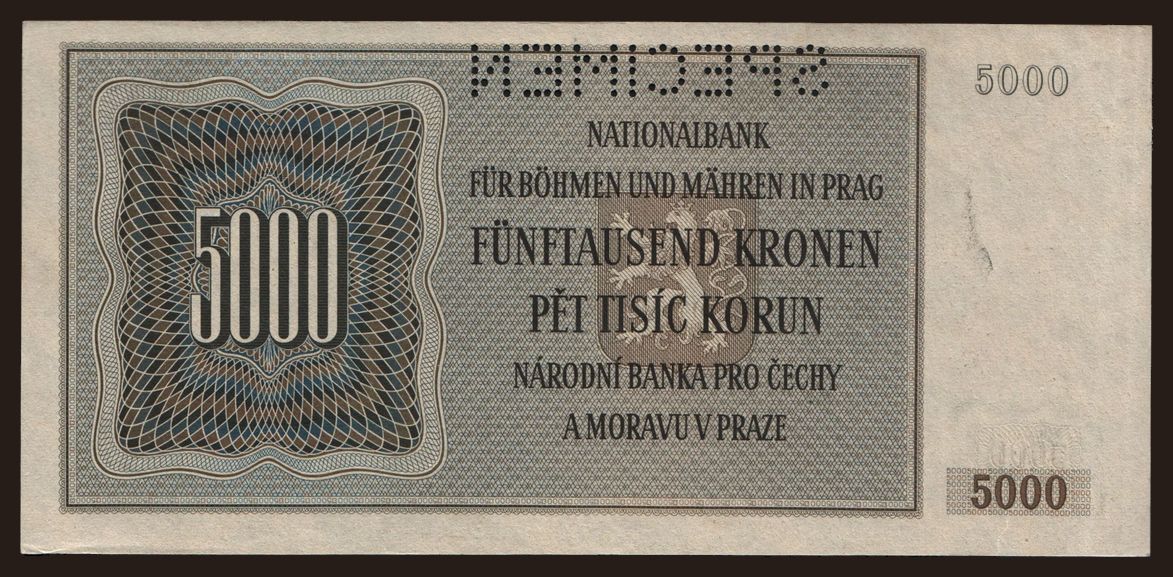 SPECIMEN
5000
NATIONALBANK
FÜR BÖHMEN UND MÄHREN IN PRAG
5000
FÜNFTAUSEND KRONEN
PĚT TISÍC KORUN
NÁRODNÍ BANKA PRO ČECHY
A MORAVU V PRAZE
5000